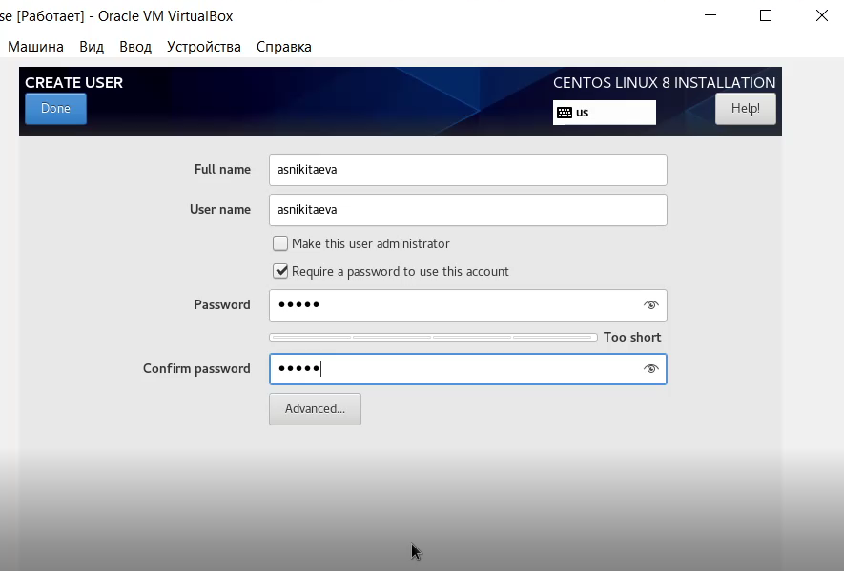 se [Работает] - Oracle VM VirtualBox
Машина Вид Ввод Устройства Справка
CREATE USER
CENTOS LINUX 8 INSTALLATION
Done
us
Help!
Full name
asnikitaeva
User name
asnikitaeva
Make this user administrator
Require a password to use this account
Password
•••••
Too short
Confirm password
•••••
Advanced...